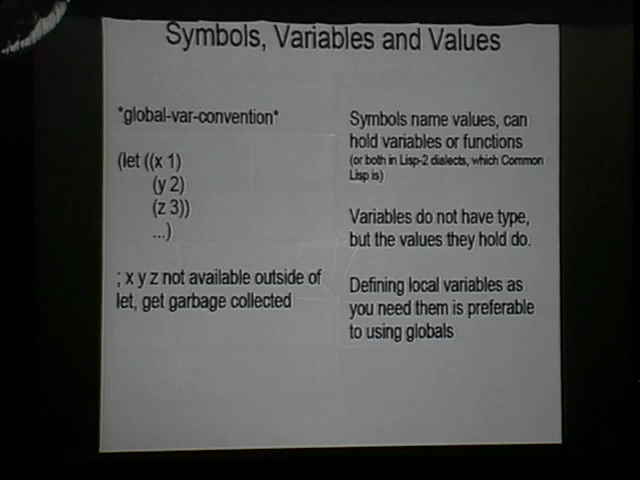 Symbols, Variables and Values
*global-var-convention*
(let ((x 1)
(y 2)
(z 3))
...)
; x y z not available outside of
let, get garbage collected
Symbols name values, can
hold variables or functions
(or both in Lisp-2 dialects, which Common
Lisp is)
Variables do not have type,
but the values they hold do.
Defining local variables as
you need them is preferable
to using globals